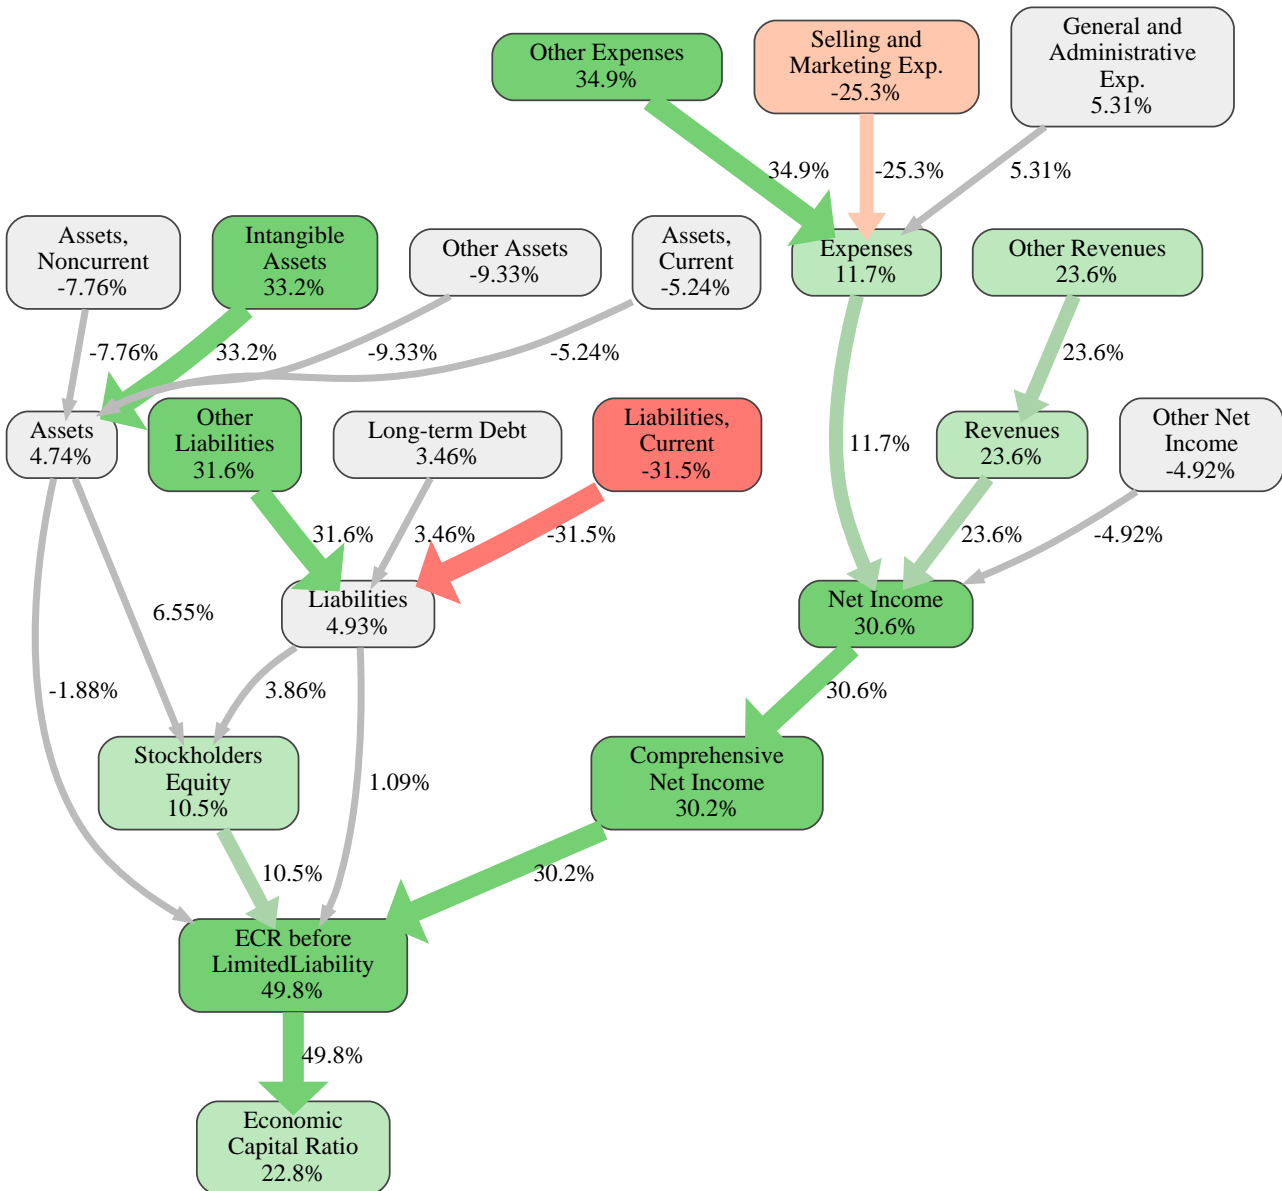 Other Expenses
34.9%
Selling and
Marketing Exp.
-25.3%
General and
Administrative
Exp.
5.31%
34.9%
-25.3%
5.31%
Assets,
Noncurrent
-7.76%
Intangible
Assets
33.2%
Other Assets
-9.33%
Assets,
Current
-5.24%
Expenses
11.7%
Other Revenues
23.6%
-7.76%
33.2%
-9.33%
-5.24%
23.6%
Assets
4.74%
Other
Liabilities
31.6%
Long-term Debt
3.46%
Liabilities,
Current
-31.5%
11.7%
Revenues
23.6%
Other Net
Income
-4.92%
31.6%
3.46%
-31.5%
23.6%
-4.92%
Liabilities
4.93%
Net Income
30.6%
6.55%
-1.88%
3.86%
30.6%
Stockholders
Equity
10.5%
1.09%
Comprehensive
Net Income
30.2%
10.5%
30.2%
ECR before
LimitedLiability
49.8%
49.8%
Economic
Capital Ratio
22.8%